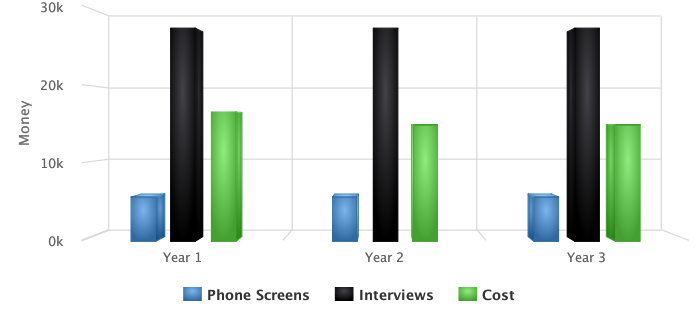 30k
20k
10k
0k
Money
Year 1
Year 2
Year 3
Phone Screens
Interviews
Cost